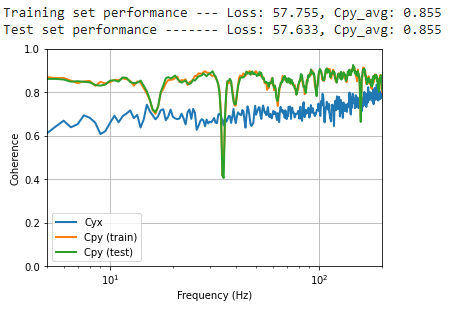 Training set performance --- Loss: 57.755, Cpy_avg: 0.855
Test set performance ------- Loss: 57.633, Cpy_avg: 0.855
1.0
0.8
0.6
0.4
0.2
0.0
Coherence
Cyx
Cpy (train)
Cpy (test)
10¹
10²
Frequency (Hz)